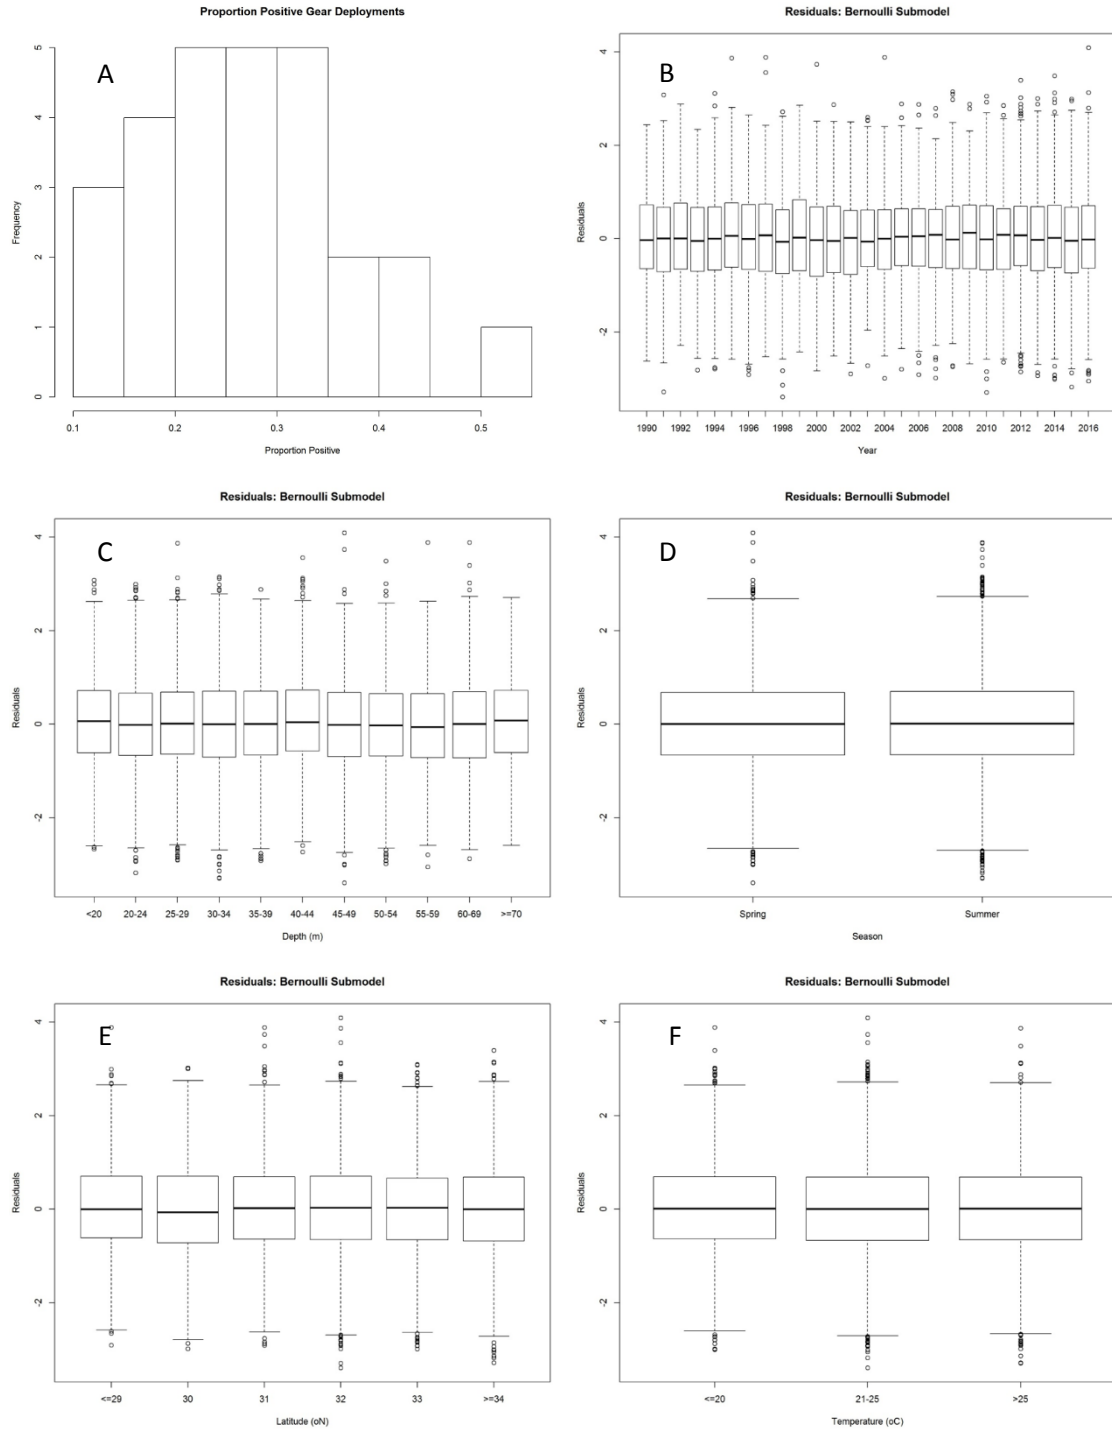 Proportion Positive Gear Deployments
A
Frequency
5
4
3
2
1
0
0.1 0.2 0.3 0.4 0.5
Proportion Positive
Residuals: Bernoulli Submodel
B
Residuals
4
2
0
-2
1990 1992 1994 1996 1998 2000 2002 2004 2006 2008 2010 2012 2014 2016
Year
Residuals: Bernoulli Submodel
C
Residuals
4
2
0
-2
<20 20-24 25-29 30-34 35-39 40-44 45-49 50-54 55-59 60-69 >=70
Depth (m)
Residuals: Bernoulli Submodel
D
Residuals
4
2
0
-2
Spring Summer
Season
Residuals: Bernoulli Submodel
E
Residuals
4
2
0
-2
<=29 30 31 32 33 >=34
Latitude (oN)
Residuals: Bernoulli Submodel
F
Residuals
4
2
0
-2
<=20 21-25 >25
Temperature (oC)